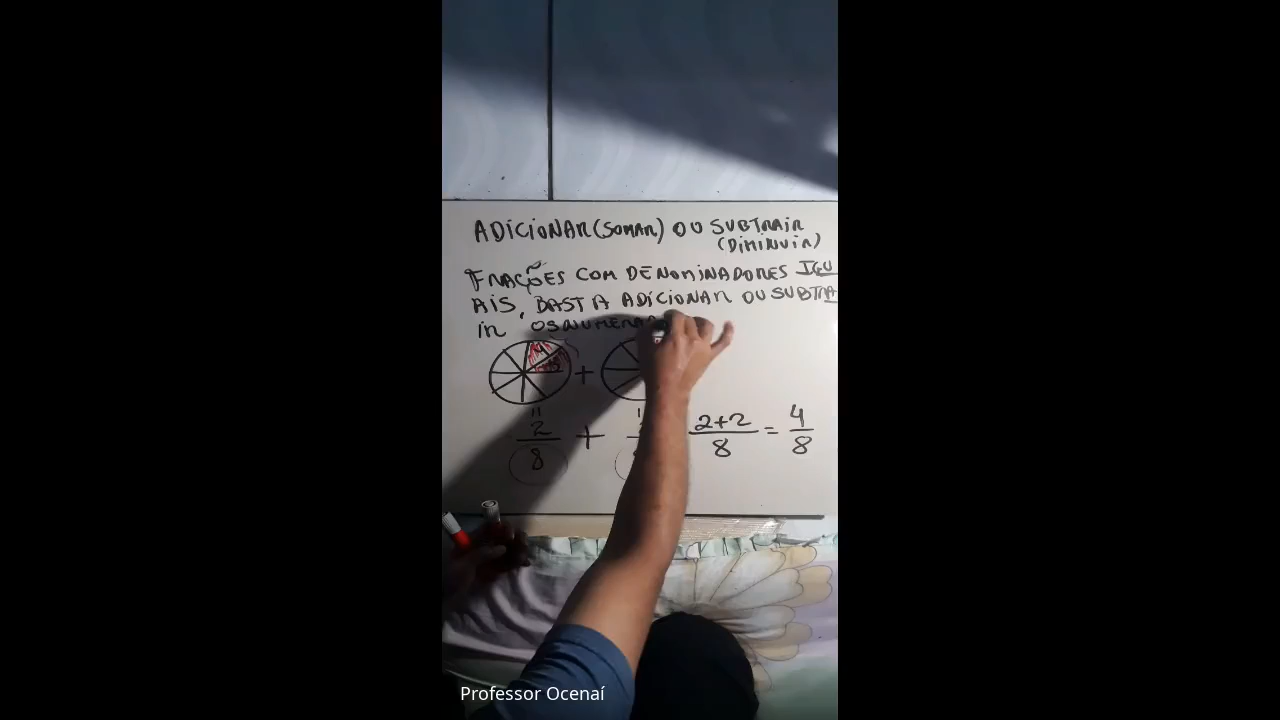 ADICIONAR (SOMAR) OU SUBTRAIR
(DIMINUIR)
FRAÇÕES COM DENOMINADORES IGU
AIS, BASTA ADICIONAR OU SUBTRA
IR OS
+
2/8 + 2+2/8 = 4/8
Professor Ocenaí